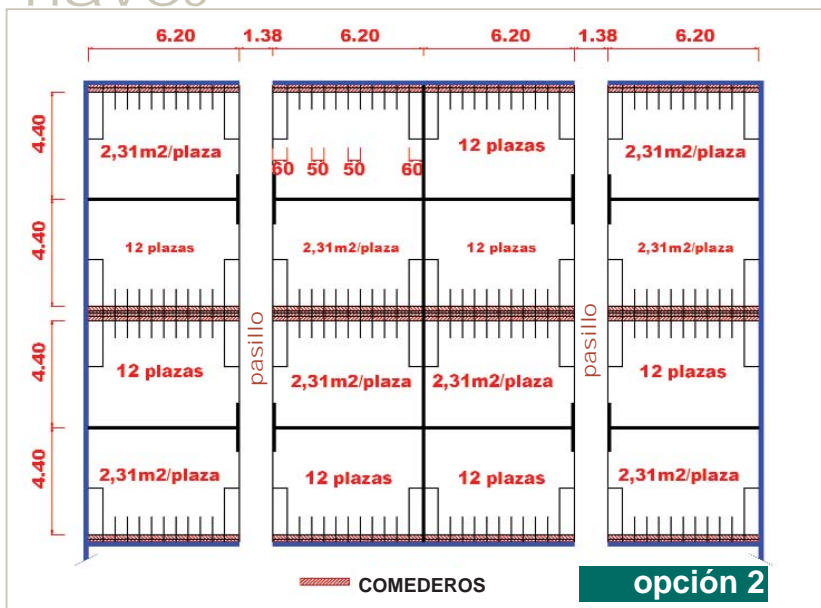 naves
6.20 1.38 6.20 6.20 1.38 6.20
4.40
2,31m2/plaza
12 plazas
2,31m2/plaza
60 50 50 60
4.40
12 plazas
2,31m2/plaza
12 plazas
2,31m2/plaza
pasillo
pasillo
4.40
12 plazas
2,31m2/plaza
2,31m2/plaza
12 plazas
4.40
2,31m2/plaza
12 plazas
12 plazas
2,31m2/plaza
COMEDEROS
opción 2